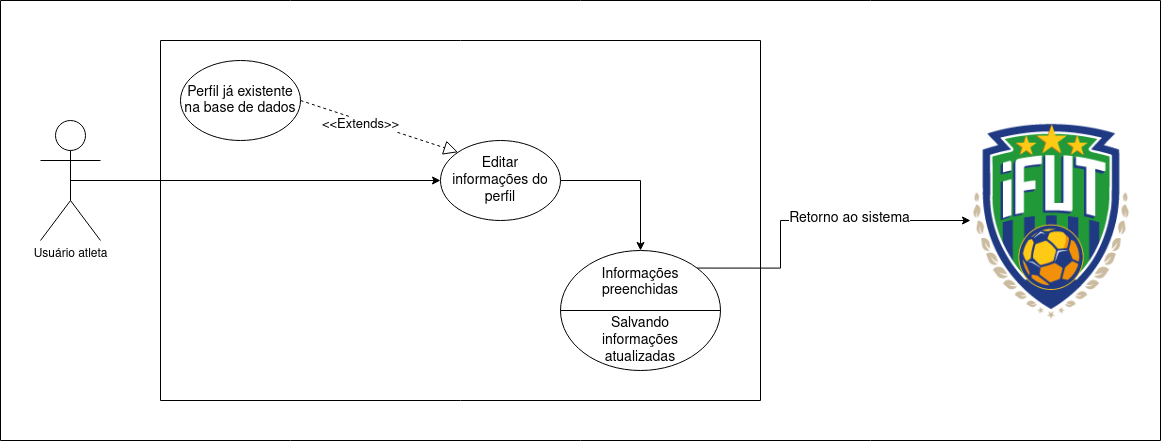 Perfil já existente
na base de dados
<<Extends>>
Editar
informações do
perfil
Usuário atleta
Informações
preenchidas
Salvando
informações
atualizadas
Retorno ao sistema
iFUT